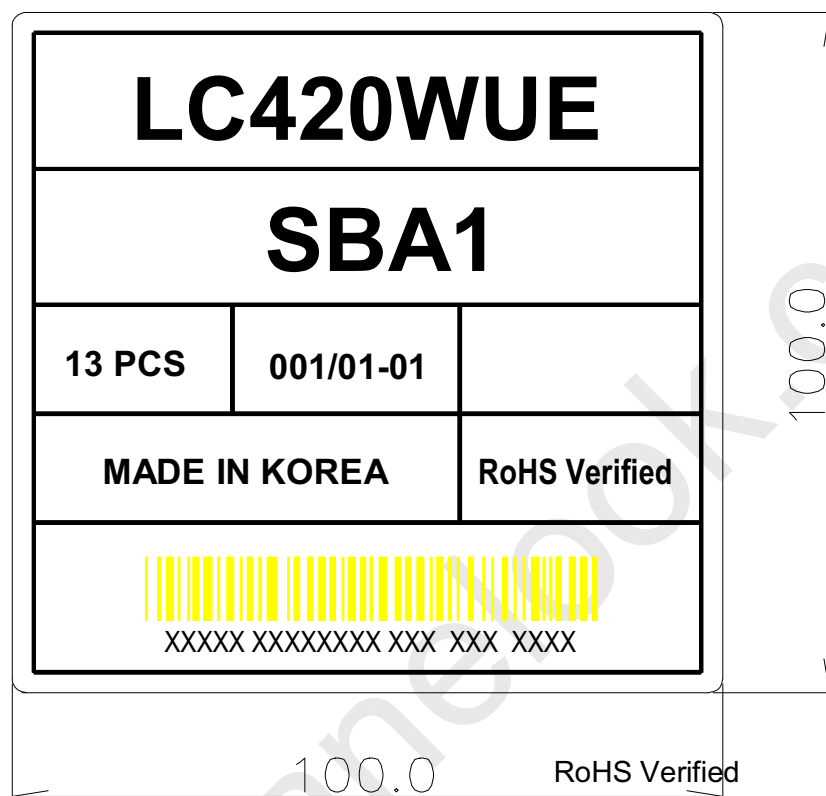 LC420WUE
SBA1
13 PCS
001/01-01
MADE IN KOREA
RoHS Verified
XXXXX XXXXXXXX XXX XXX XXXX
100.0
100.0
RoHS Verified